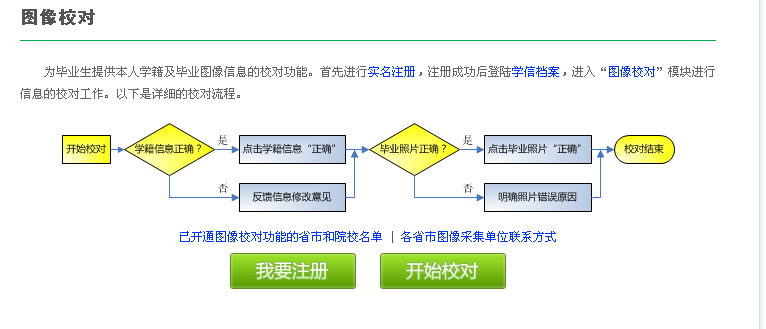 图像校对
为毕业生提供本人学籍及毕业图像信息的校对功能。首先进行实名注册，注册成功后登陆学信档案，进入“图像校对”模块进行
信息的校对工作。以下是详细的校对流程。
开始校对
学籍信息正确？
是
点击学籍信息“正确”
毕业照片正确？
是
点击毕业照片“正确”
校对结束
否
反馈信息修改意见
否
明确照片错误原因
已开通图像校对功能的省市和院校名单 | 各省市图像采集单位联系方式
我要注册
开始校对